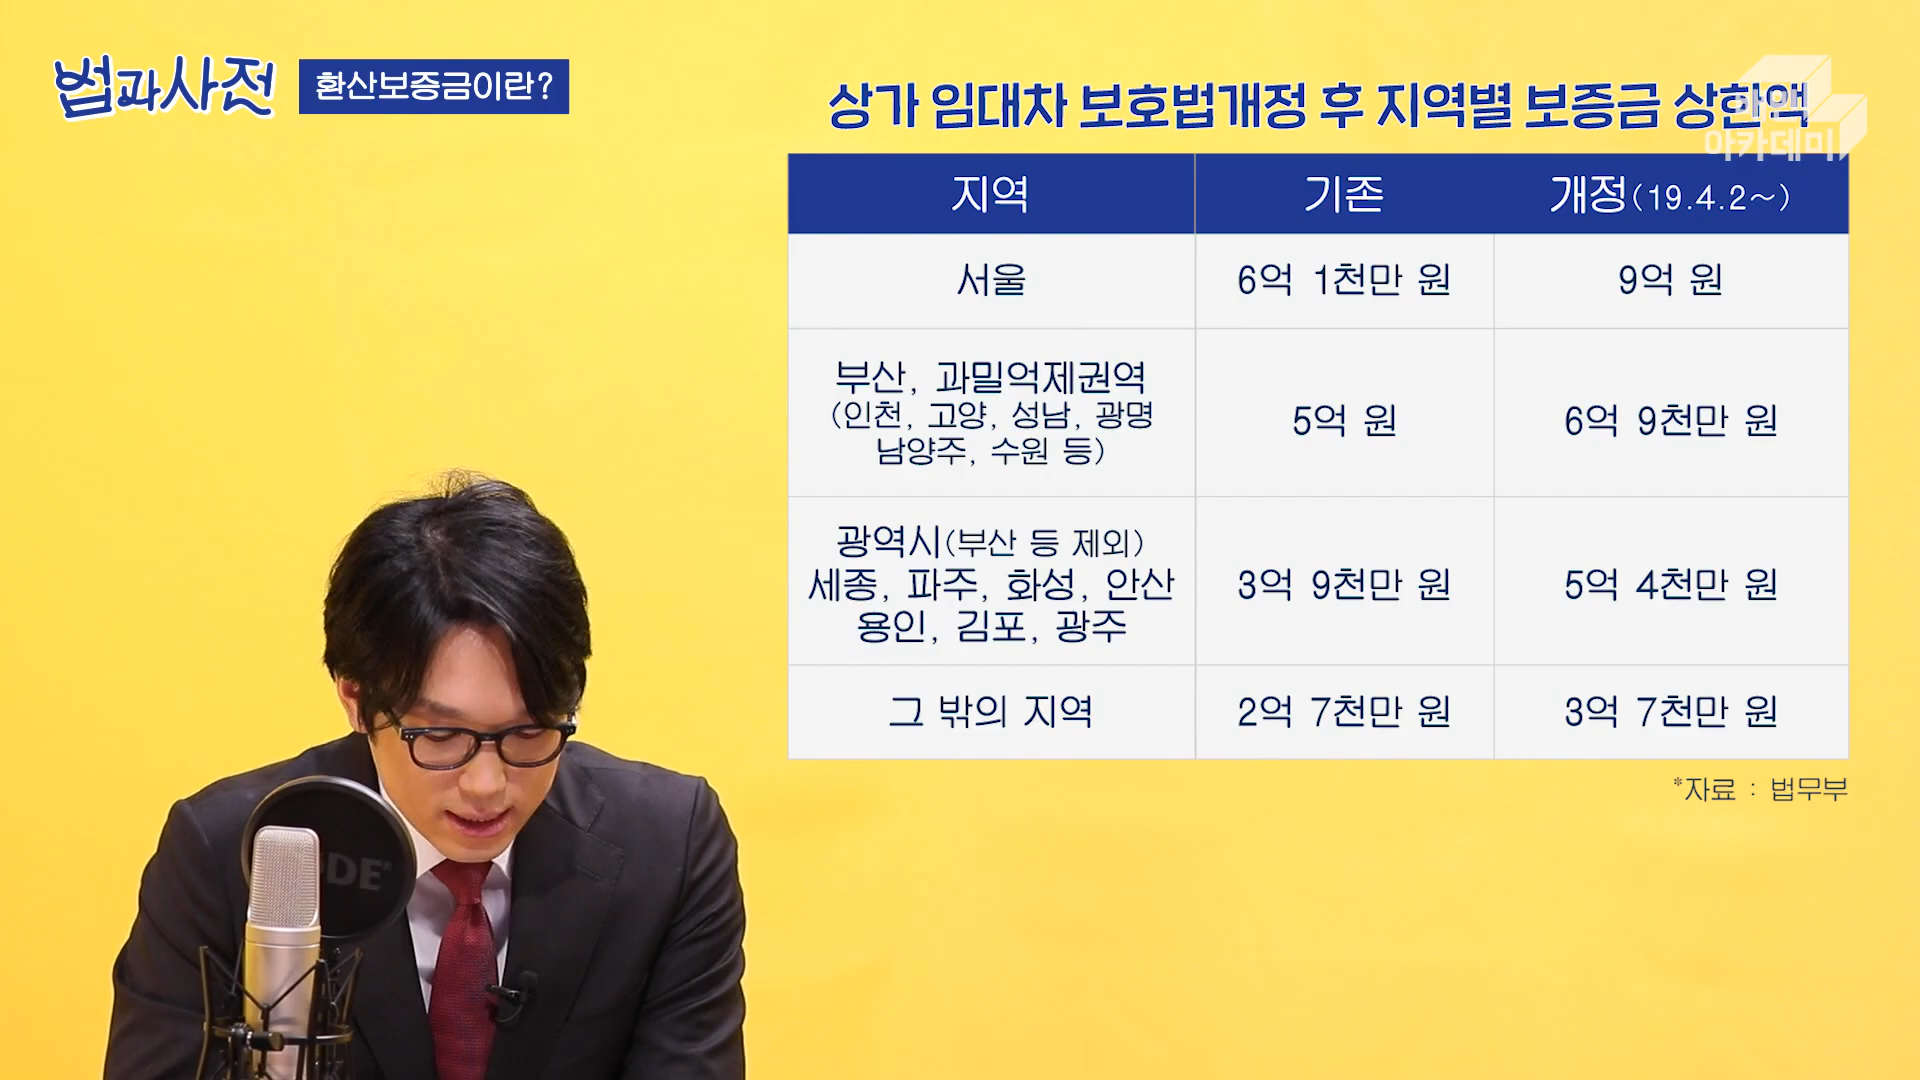 법과사전
환산보증금이란?
상가 임대차 보호법개정 후 지역별 보증금 상한액
아카데미
지역 기존 개정(19.4.2~)
서울 6억 1천만 원 9억 원
부산, 과밀억제권역
(인천, 고양, 성남, 광명
남양주, 수원 등)
5억 원 6억 9천만 원
광역시(부산 등 제외)
세종, 파주, 화성, 안산
용인, 김포, 광주
3억 9천만 원 5억 4천만 원
그 밖의 지역 2억 7천만 원 3억 7천만 원
*자료 : 법무부